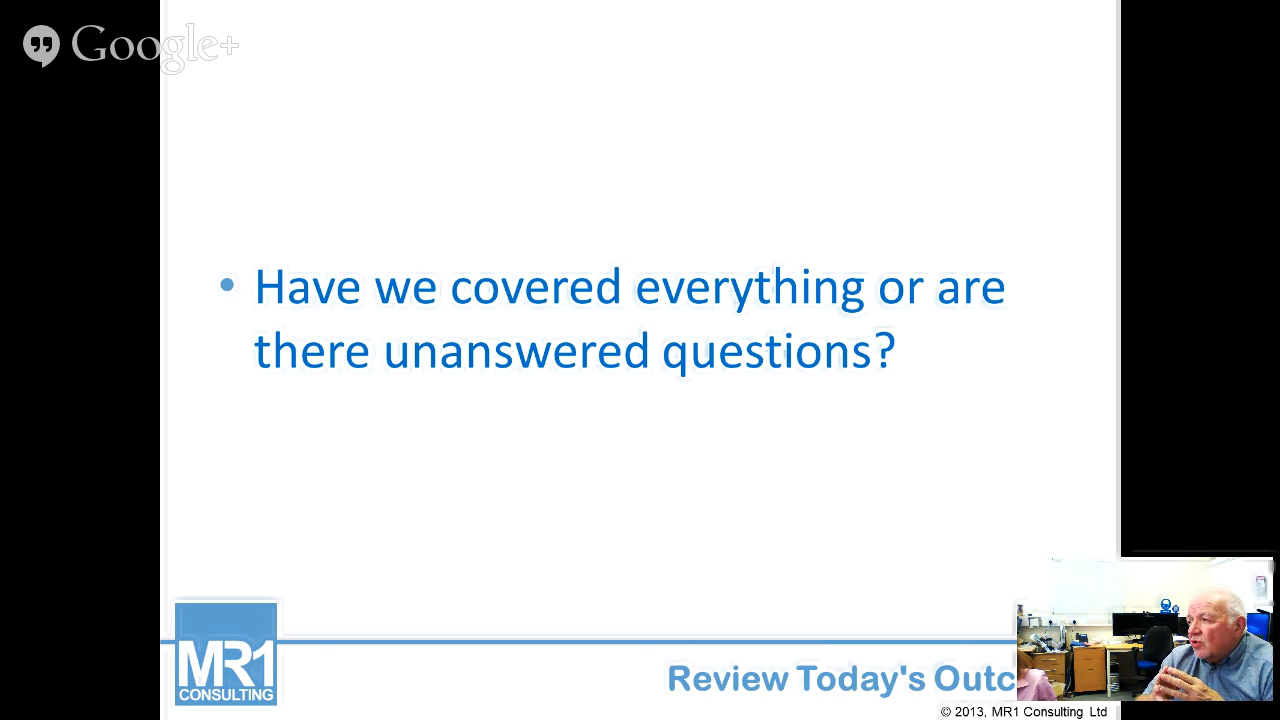 Google+
• Have we covered everything or are
there unanswered questions?
MR1
CONSULTING
Review Today's Outc
© 2013, MR1 Consulting Ltd